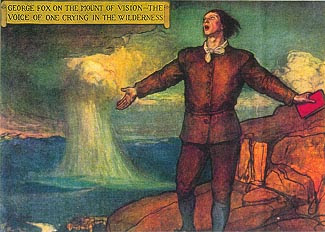 GEORGE FOX ON THE MOUNT OF VISION—THE
VOICE OF ONE CRYING IN THE WILDERNESS